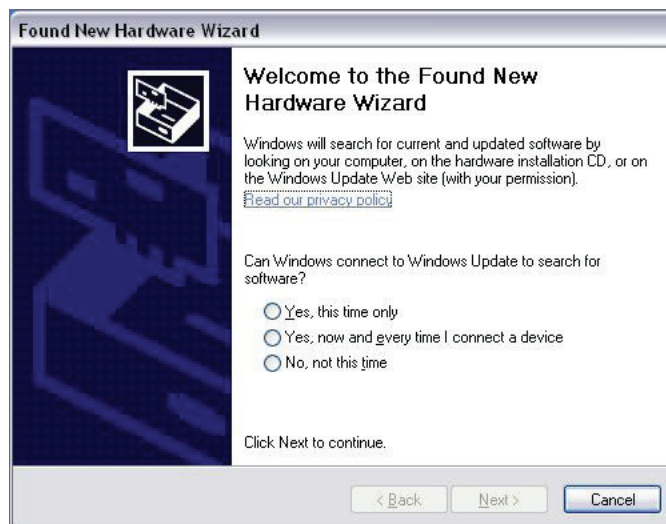 Found New Hardware Wizard
Welcome to the Found New
Hardware Wizard
Windows will search for current and updated software by
looking on your computer, on the hardware installation CD, or on
the Windows Update Web site (with your permission).
Read our privacy policy
Can Windows connect to Windows Update to search for
software?
Yes, this time only
Yes, now and every time I connect a device
No, not this time
Click Next to continue.
< Back
Next >
Cancel